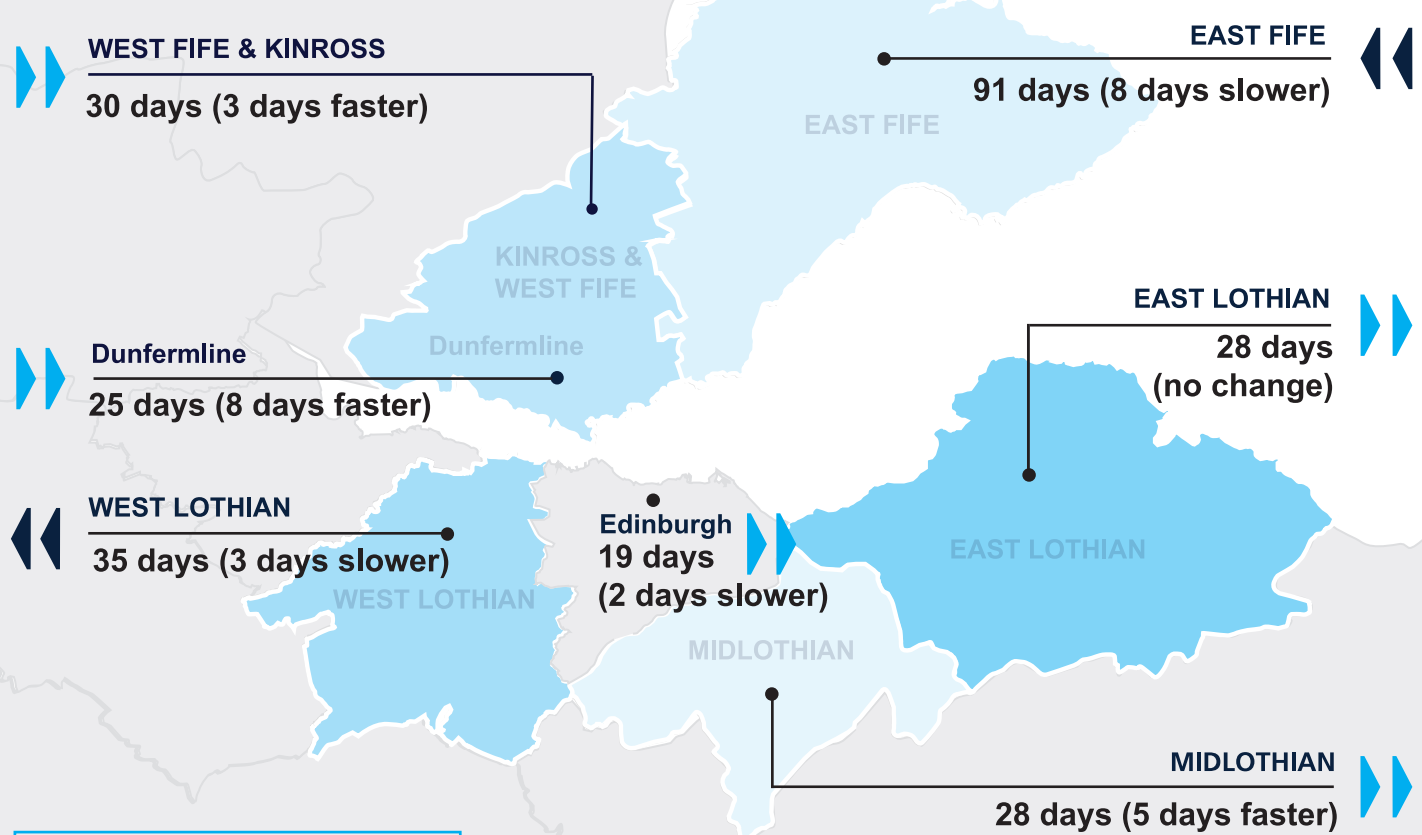 WEST FIFE & KINROSS
30 days (3 days faster)
EAST FIFE
91 days (8 days slower)
EAST FIFE
KINROSS &
WEST FIFE
Dunfermline
EAST LOTHIAN
28 days
(no change)
Dunfermline
25 days (8 days faster)
WEST LOTHIAN
35 days (3 days slower)
WEST LOTHIAN
Edinburgh
19 days
(2 days slower)
EAST LOTHIAN
MIDLOTHIAN
MIDLOTHIAN
28 days (5 days faster)